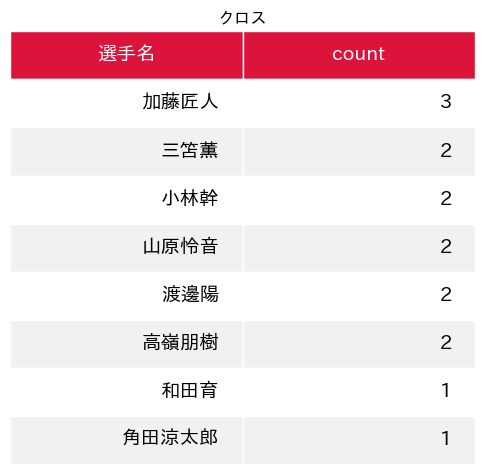 クロス
選手名 count
加藤匠人 3
三笘薫 2
小林幹 2
山原怜音 2
渡邊陽 2
高嶺朋樹 2
和田育 1
角田涼太郎 1